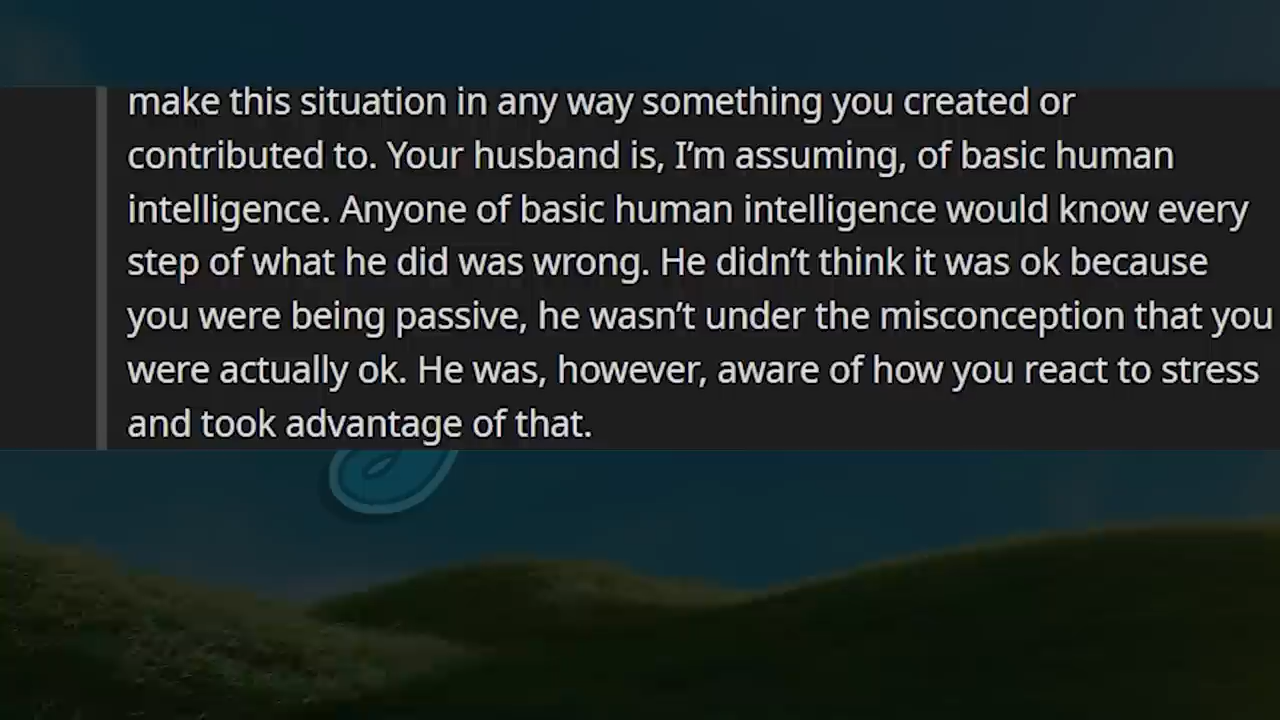 make this situation in any way something you created or
contributed to. Your husband is, I’m assuming, of basic human
intelligence. Anyone of basic human intelligence would know every
step of what he did was wrong. He didn’t think it was ok because
you were being passive, he wasn’t under the misconception that you
were actually ok. He was, however, aware of how you react to stress
and took advantage of that.